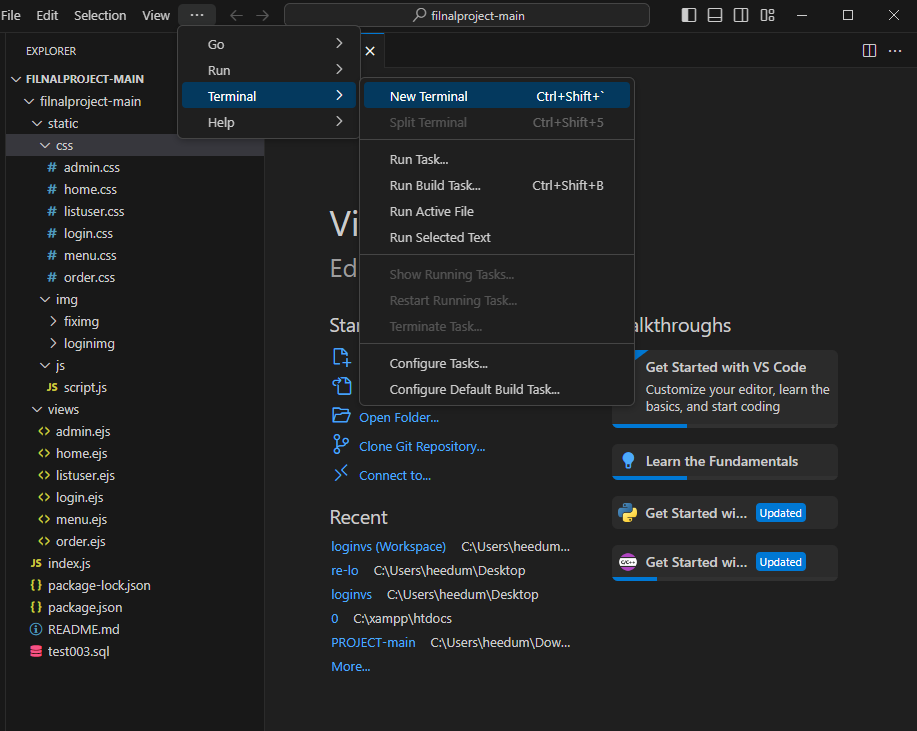 File Edit Selection View ··· filnalproject-main
EXPLORER
FILNALPROJECT-MAIN
filnalproject-main
static
css
# admin.css
# home.css
# listuser.css
# login.css
# menu.css
# order.css
img
fiximg
loginimg
js
JS script.js
views
<> admin.ejs
<> home.ejs
<> listuser.ejs
<> login.ejs
<> menu.ejs
<> order.ejs
JS index.js
{} package-lock.json
{} package.json
README.md
test003.sql
Go
Run
Terminal
Help
New Terminal Ctrl+Shift+`
Split Terminal Ctrl+Shift+5
Run Task...
Run Build Task... Ctrl+Shift+B
Run Active File
Run Selected Text
Show Running Tasks...
Restart Running Task...
Terminate Task...
Configure Tasks...
Configure Default Build Task...
Vi
Ed
Star
Open Folder...
Clone Git Repository...
Connect to...
Recent
loginvs (Workspace) C:\Users\heedum...
re-lo C:\Users\heedum\Desktop
loginvs C:\Users\heedum\Desktop
0 C:\xampp\htdocs
PROJECT-main C:\Users\heedum\Dow...
More...
alkthroughs
Get Started with VS Code
Customize your editor, learn the
basics, and start coding
Learn the Fundamentals
Get Started wi... Updated
C/C++ Get Started wi... Updated